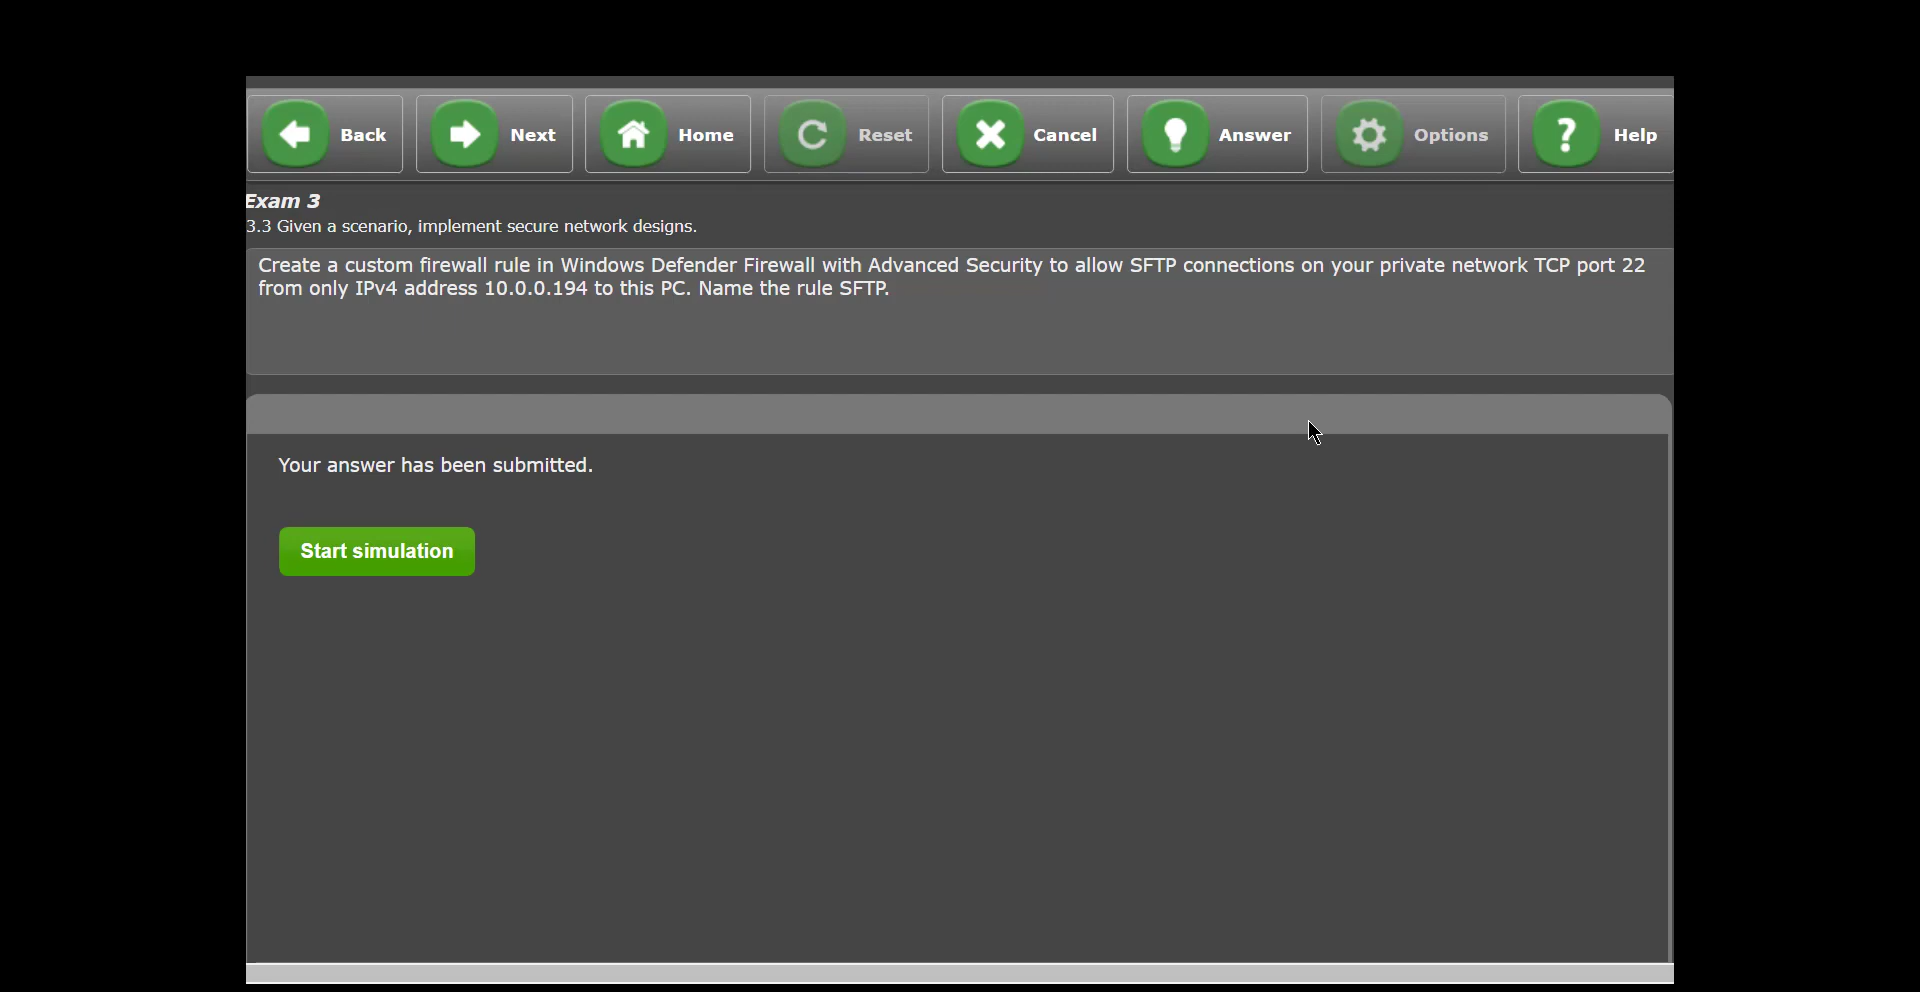 Back Next Home Reset Cancel Answer Options Help
Exam 3
3.3 Given a scenario, implement secure network designs.
Create a custom firewall rule in Windows Defender Firewall with Advanced Security to allow SFTP connections on your private network TCP port 22
from only IPv4 address 10.0.0.194 to this PC. Name the rule SFTP.
Your answer has been submitted.
Start simulation